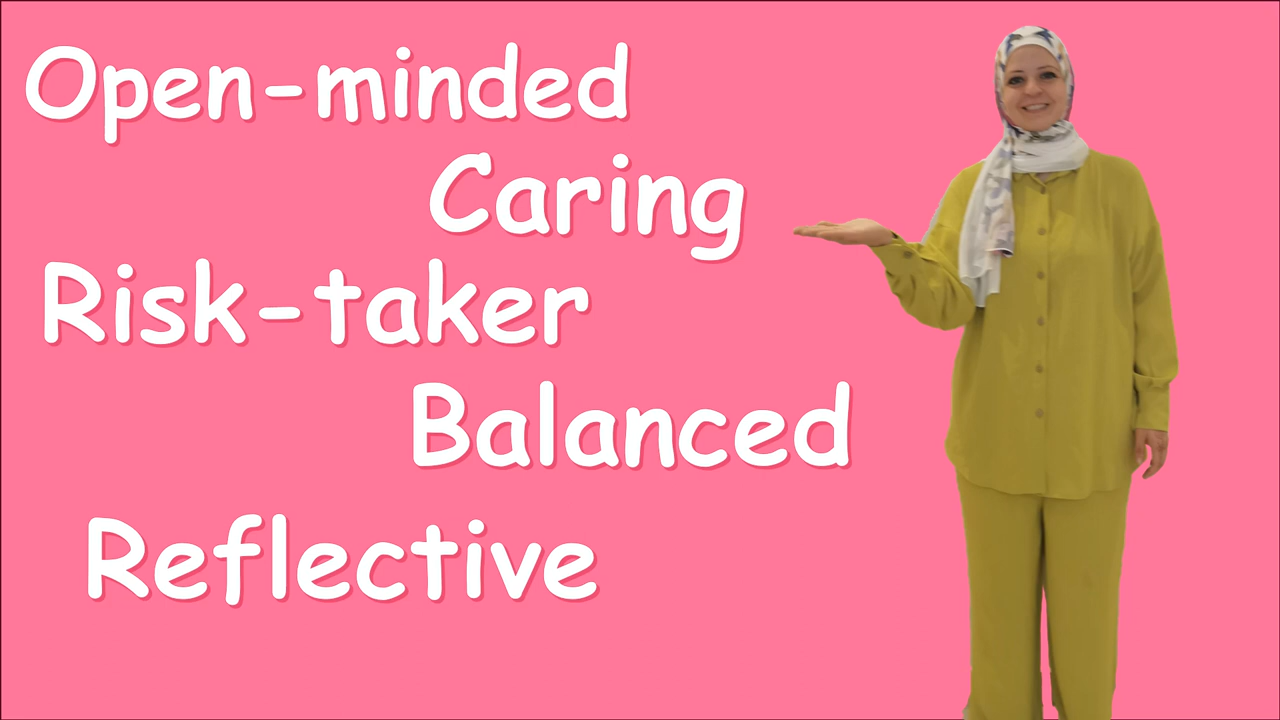 Open-minded
Caring
Risk-taker
Balanced
Reflective